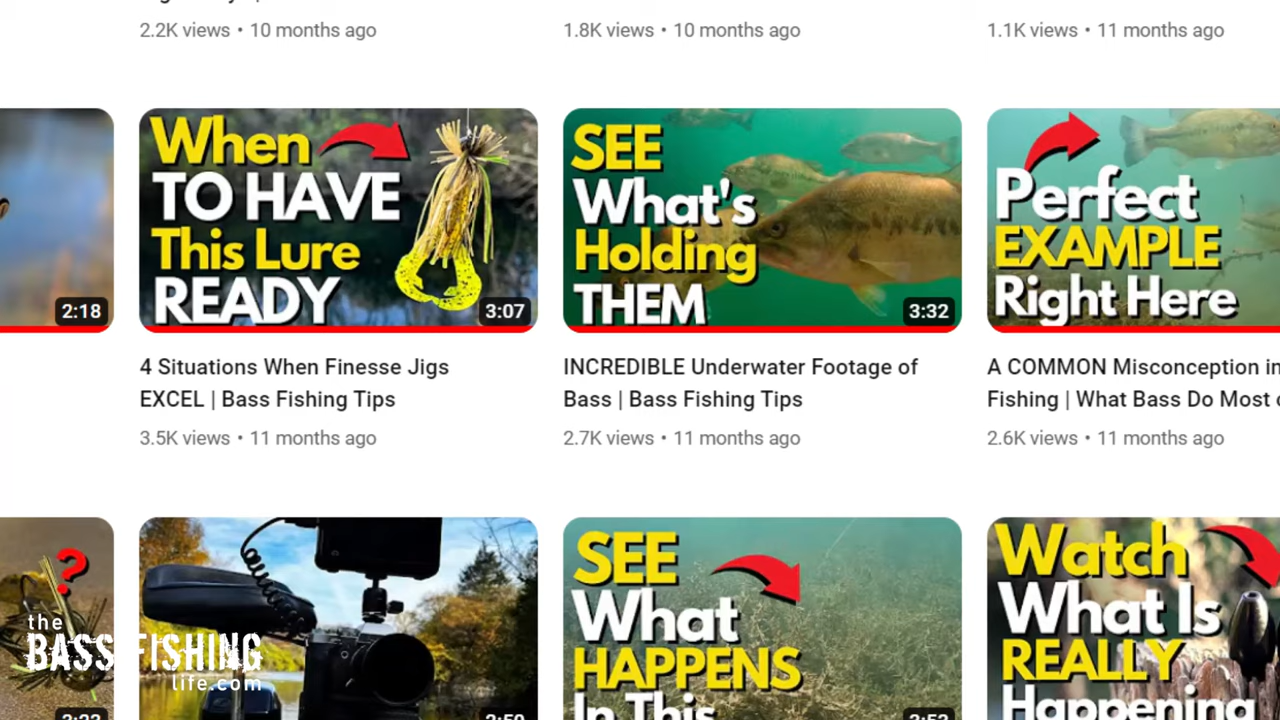 2.2K views • 10 months ago
1.8K views • 10 months ago
1.1K views • 11 months ago
2:18
When
TO HAVE
This Lure
READY
3:07
SEE
What's
Holding
THEM
3:32
Perfect
EXAMPLE
Right Here
4 Situations When Finesse Jigs
EXCEL | Bass Fishing Tips
3.5K views • 11 months ago
INCREDIBLE Underwater Footage of
Bass | Bass Fishing Tips
2.7K views • 11 months ago
A COMMON Misconception in
Fishing | What Bass Do Most
2.6K views • 11 months ago
?
the
BASS FISHING
life.com
SEE
What
HAPPENS
In This
Watch
What Is
REALLY
Happening